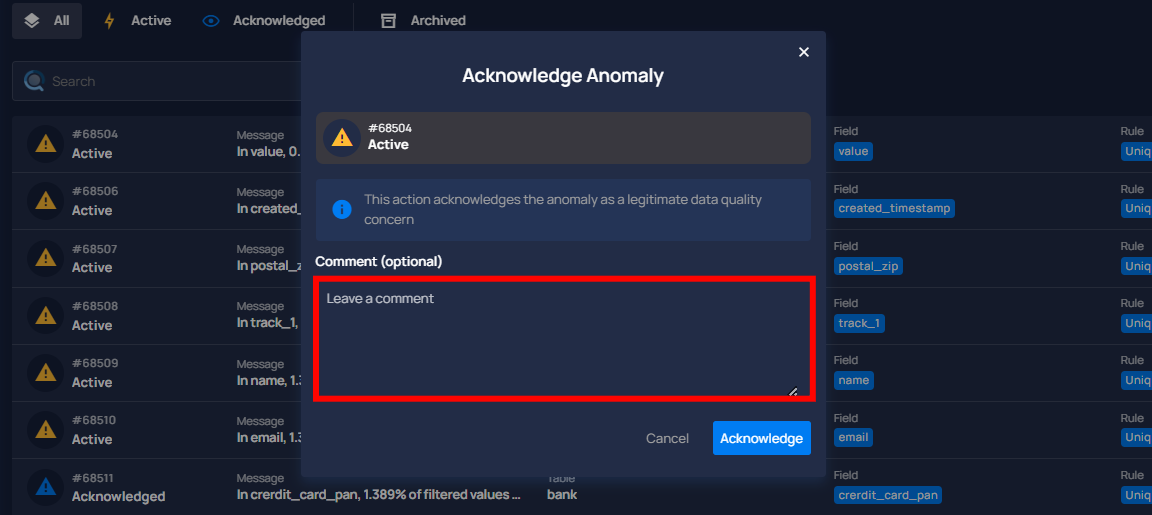 All
Active
Acknowledged
Archived
Search
Acknowledge Anomaly
#68504
Active
This action acknowledges the anomaly as a legitimate data quality
concern
Comment (optional)
Leave a comment
Cancel
Acknowledge
#68504
Active
Message
In value, 0.
Field
value
Rule
Uniq
#68506
Active
Message
In created_
Field
created_timestamp
Rule
Uniq
#68507
Active
Message
In postal_z
Field
postal_zip
Rule
Uniq
#68508
Active
Message
In track_1,
Field
track_1
Rule
Uniq
#68509
Active
Message
In name, 1.3
Field
name
Rule
Uniq
#68510
Active
Message
In email, 1.3
Field
email
Rule
Uniq
#68511
Acknowledged
Message
In crerdit_card_pan, 1.389% of filtered values ...
Table
bank
Field
crerdit_card_pan
Rule
Uniq